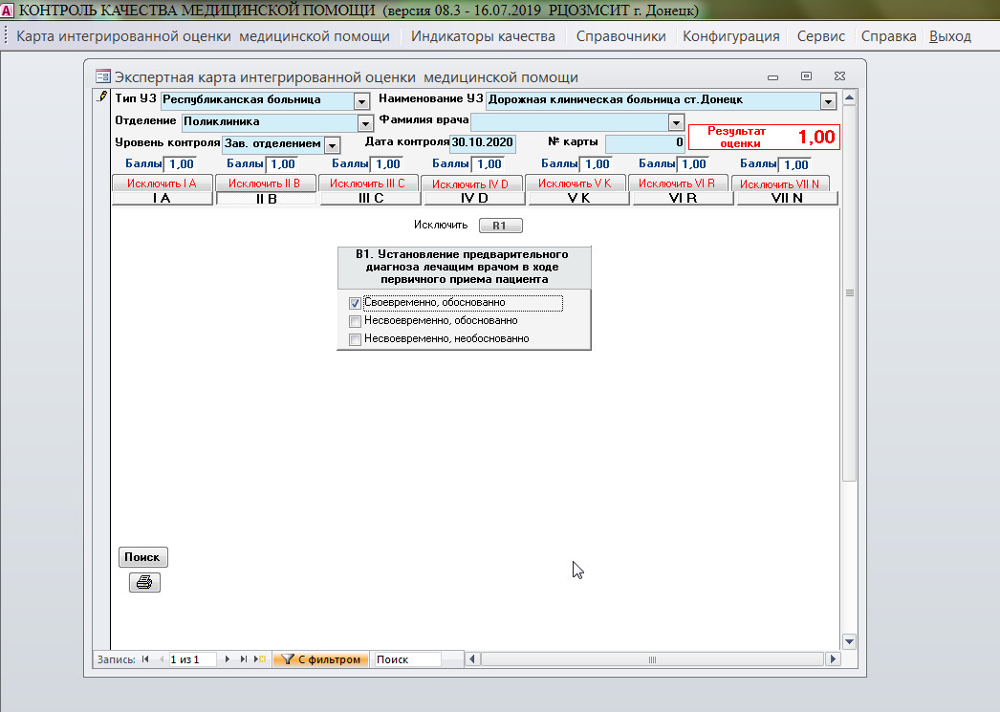 КОНТРОЛЬ КАЧЕСТВА МЕДИЦИНСКОЙ ПОМОЩИ (версия 08.3 - 16.07.2019 РЦОЗМСИТ г. Донецк)
Карта интегрированной оценки медицинской помощи Индикаторы качества Справочники Конфигурация Сервис Справка Выход
Экспертная карта интегрированной оценки медицинской помощи
Тип УЗ Республиканская больница Наименование УЗ Дорожная клиническая больница ст.Донецк
Отделение Поликлиника Фамилия врача
Уровень контроля Зав. отделением Дата контроля 30.10.2020 № карты 0
Результат оценки 1,00
Баллы 1,00 Баллы 1,00 Баллы 1,00 Баллы 1,00 Баллы 1,00 Баллы 1,00 Баллы 1,00
Исключить I A Исключить II B Исключить III C Исключить IV D Исключить V K Исключить VI R Исключить VII N
I A II B III C IV D V K VI R VII N
Исключить B1
B1. Установление предварительного
диагноза лечащим врачом в ходе
первичного приема пациента
Своевременно, обоснованно
Несвоевременно, обоснованно
Несвоевременно, необоснованно
Поиск
Запись: 1 из 1 С фильтром Поиск